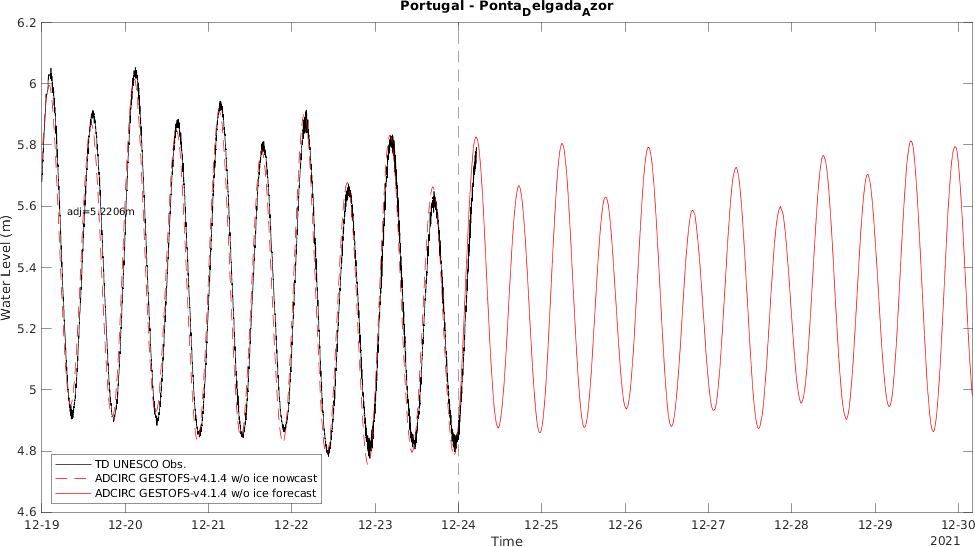 Portugal - PontaDelgadaAzor
6.2
6
5.8
5.6
5.4
5.2
5
4.8
4.6
Water Level (m)
adj=5.2206m
TD UNESCO Obs.
ADCIRC GESTOFS-v4.1.4 w/o ice nowcast
ADCIRC GESTOFS-v4.1.4 w/o ice forecast
12-19 12-20 12-21 12-22 12-23 12-24 12-25 12-26 12-27 12-28 12-29 12-30
Time
2021